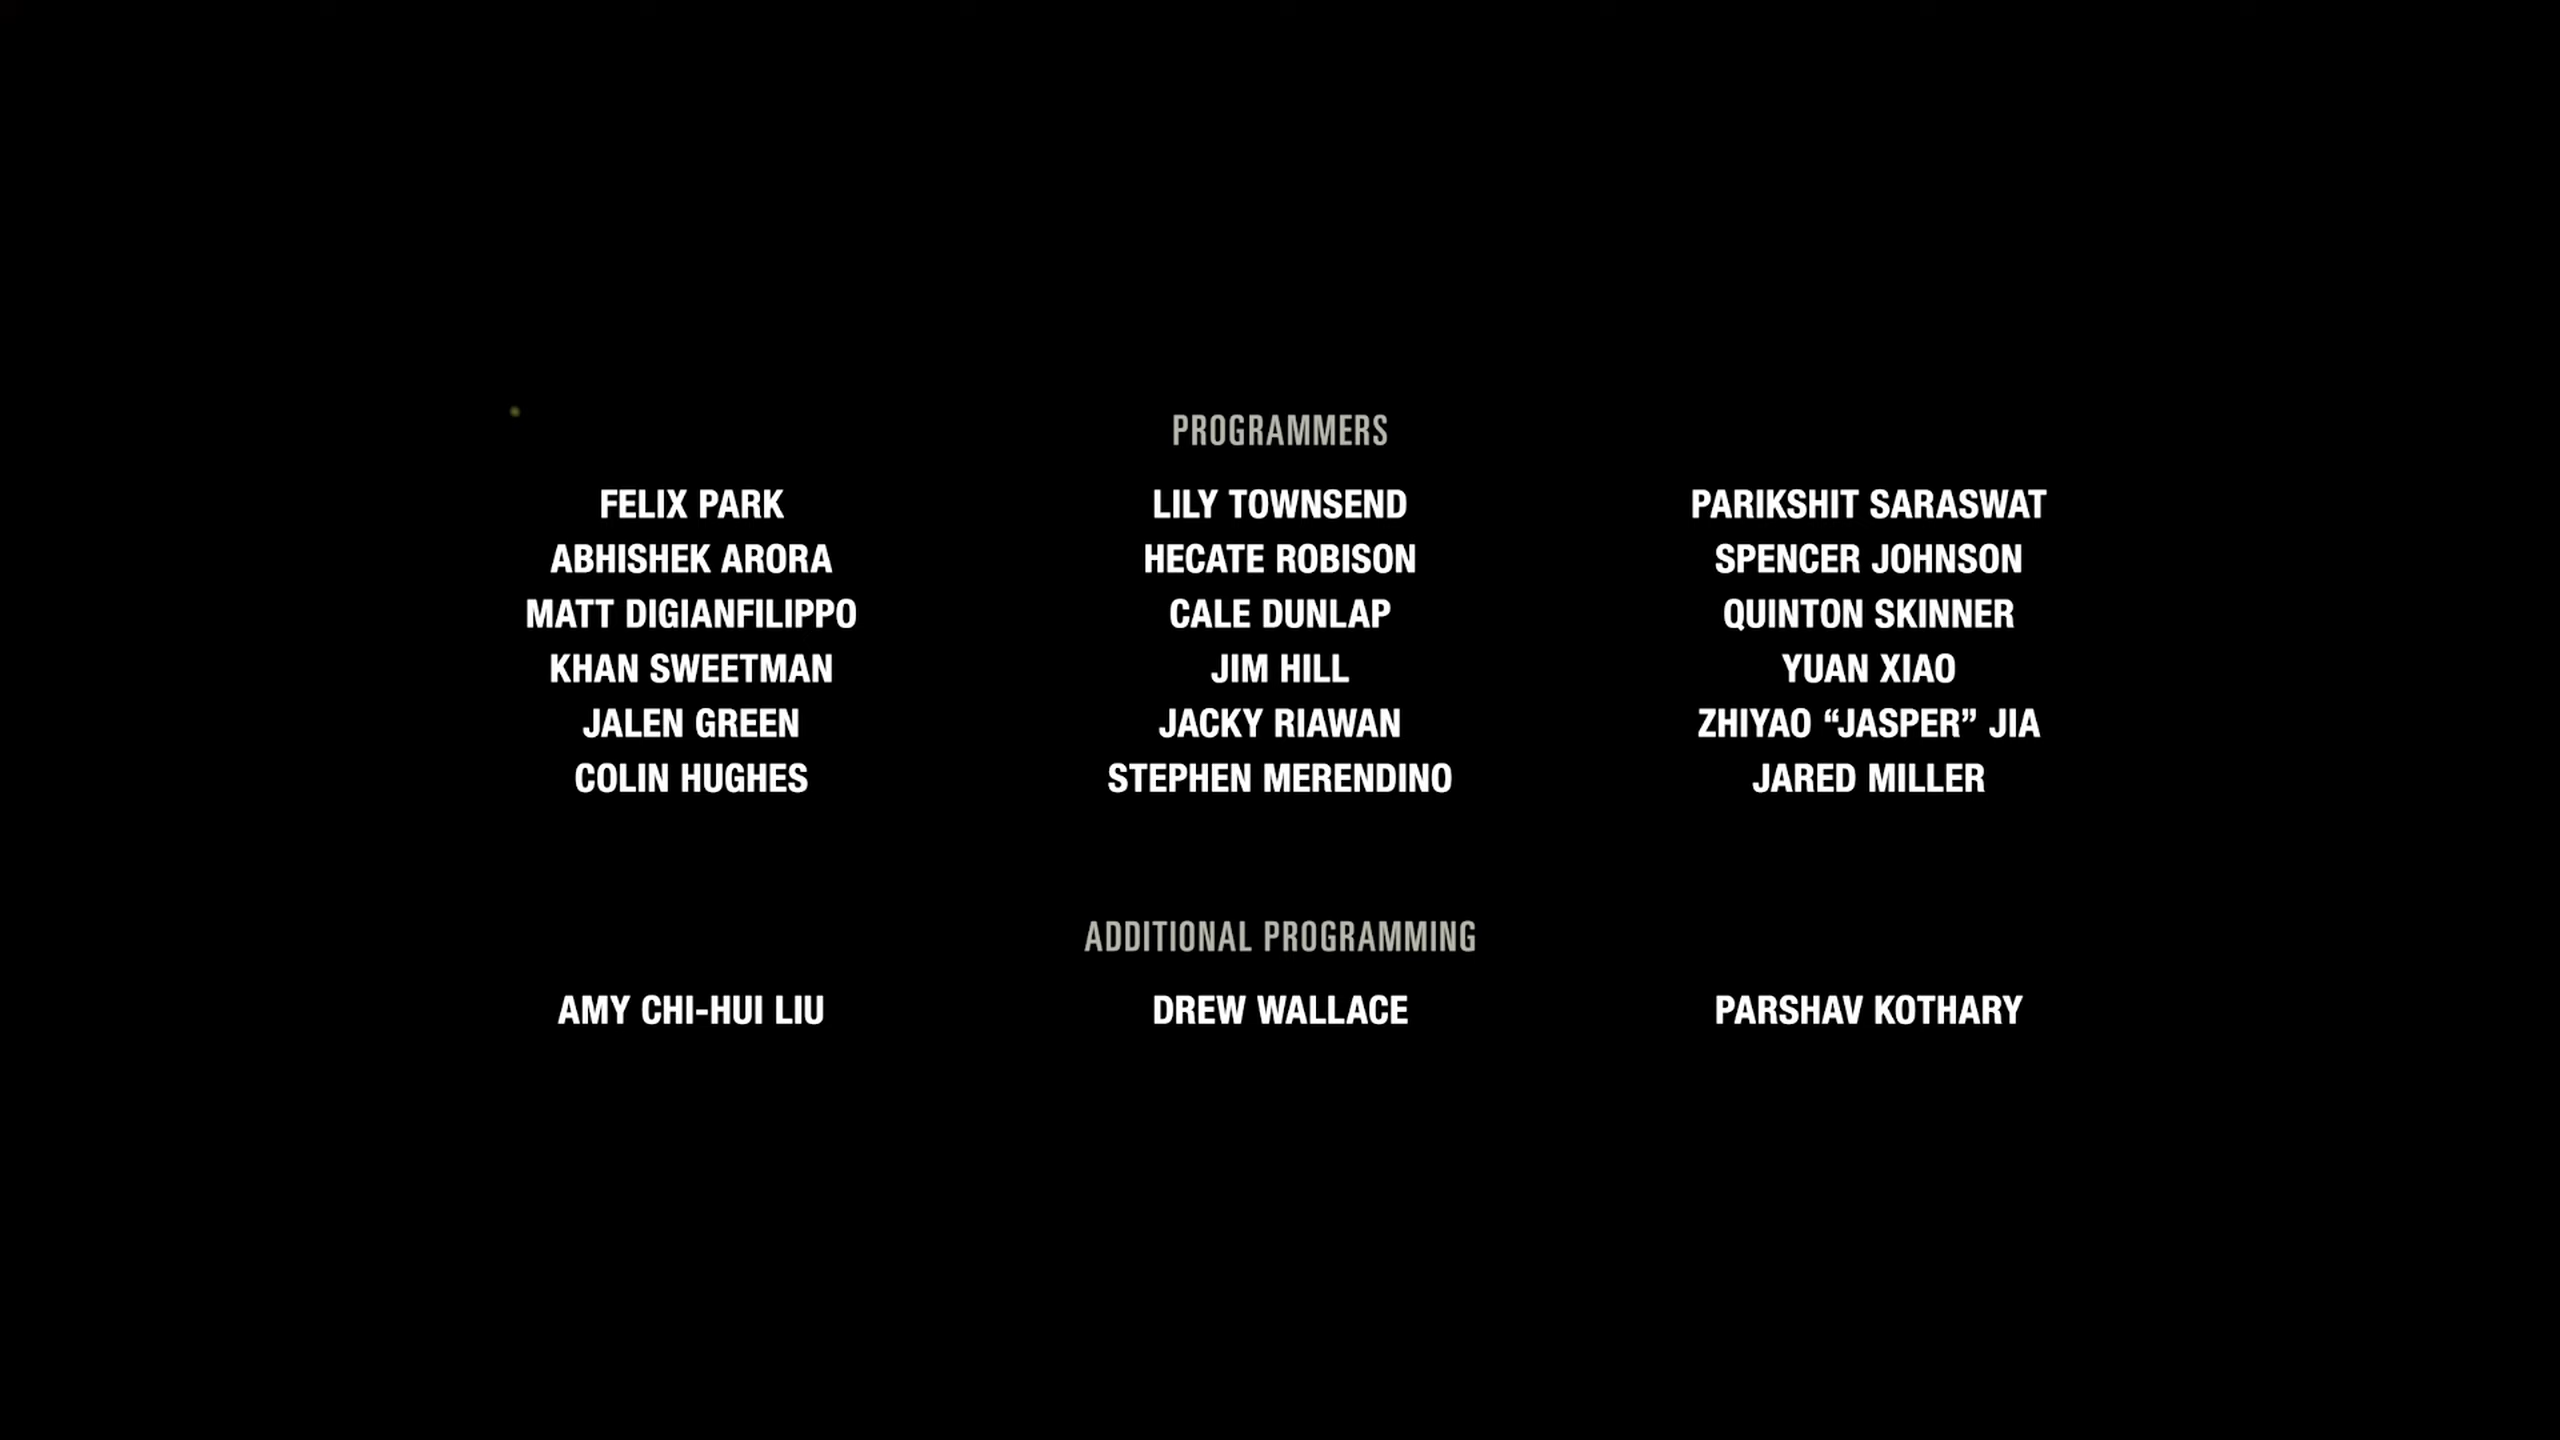 PROGRAMMERS
FELIX PARK LILY TOWNSEND PARIKSHIT SARASWAT
ABHISHEK ARORA HECATE ROBISON SPENCER JOHNSON
MATT DIGIANFILIPPO CALE DUNLAP QUINTON SKINNER
KHAN SWEETMAN JIM HILL YUAN XIAO
JALEN GREEN JACKY RIAWAN ZHIYAO “JASPER” JIA
COLIN HUGHES STEPHEN MERENDINO JARED MILLER
ADDITIONAL PROGRAMMING
AMY CHI-HUI LIU DREW WALLACE PARSHAV KOTHARY